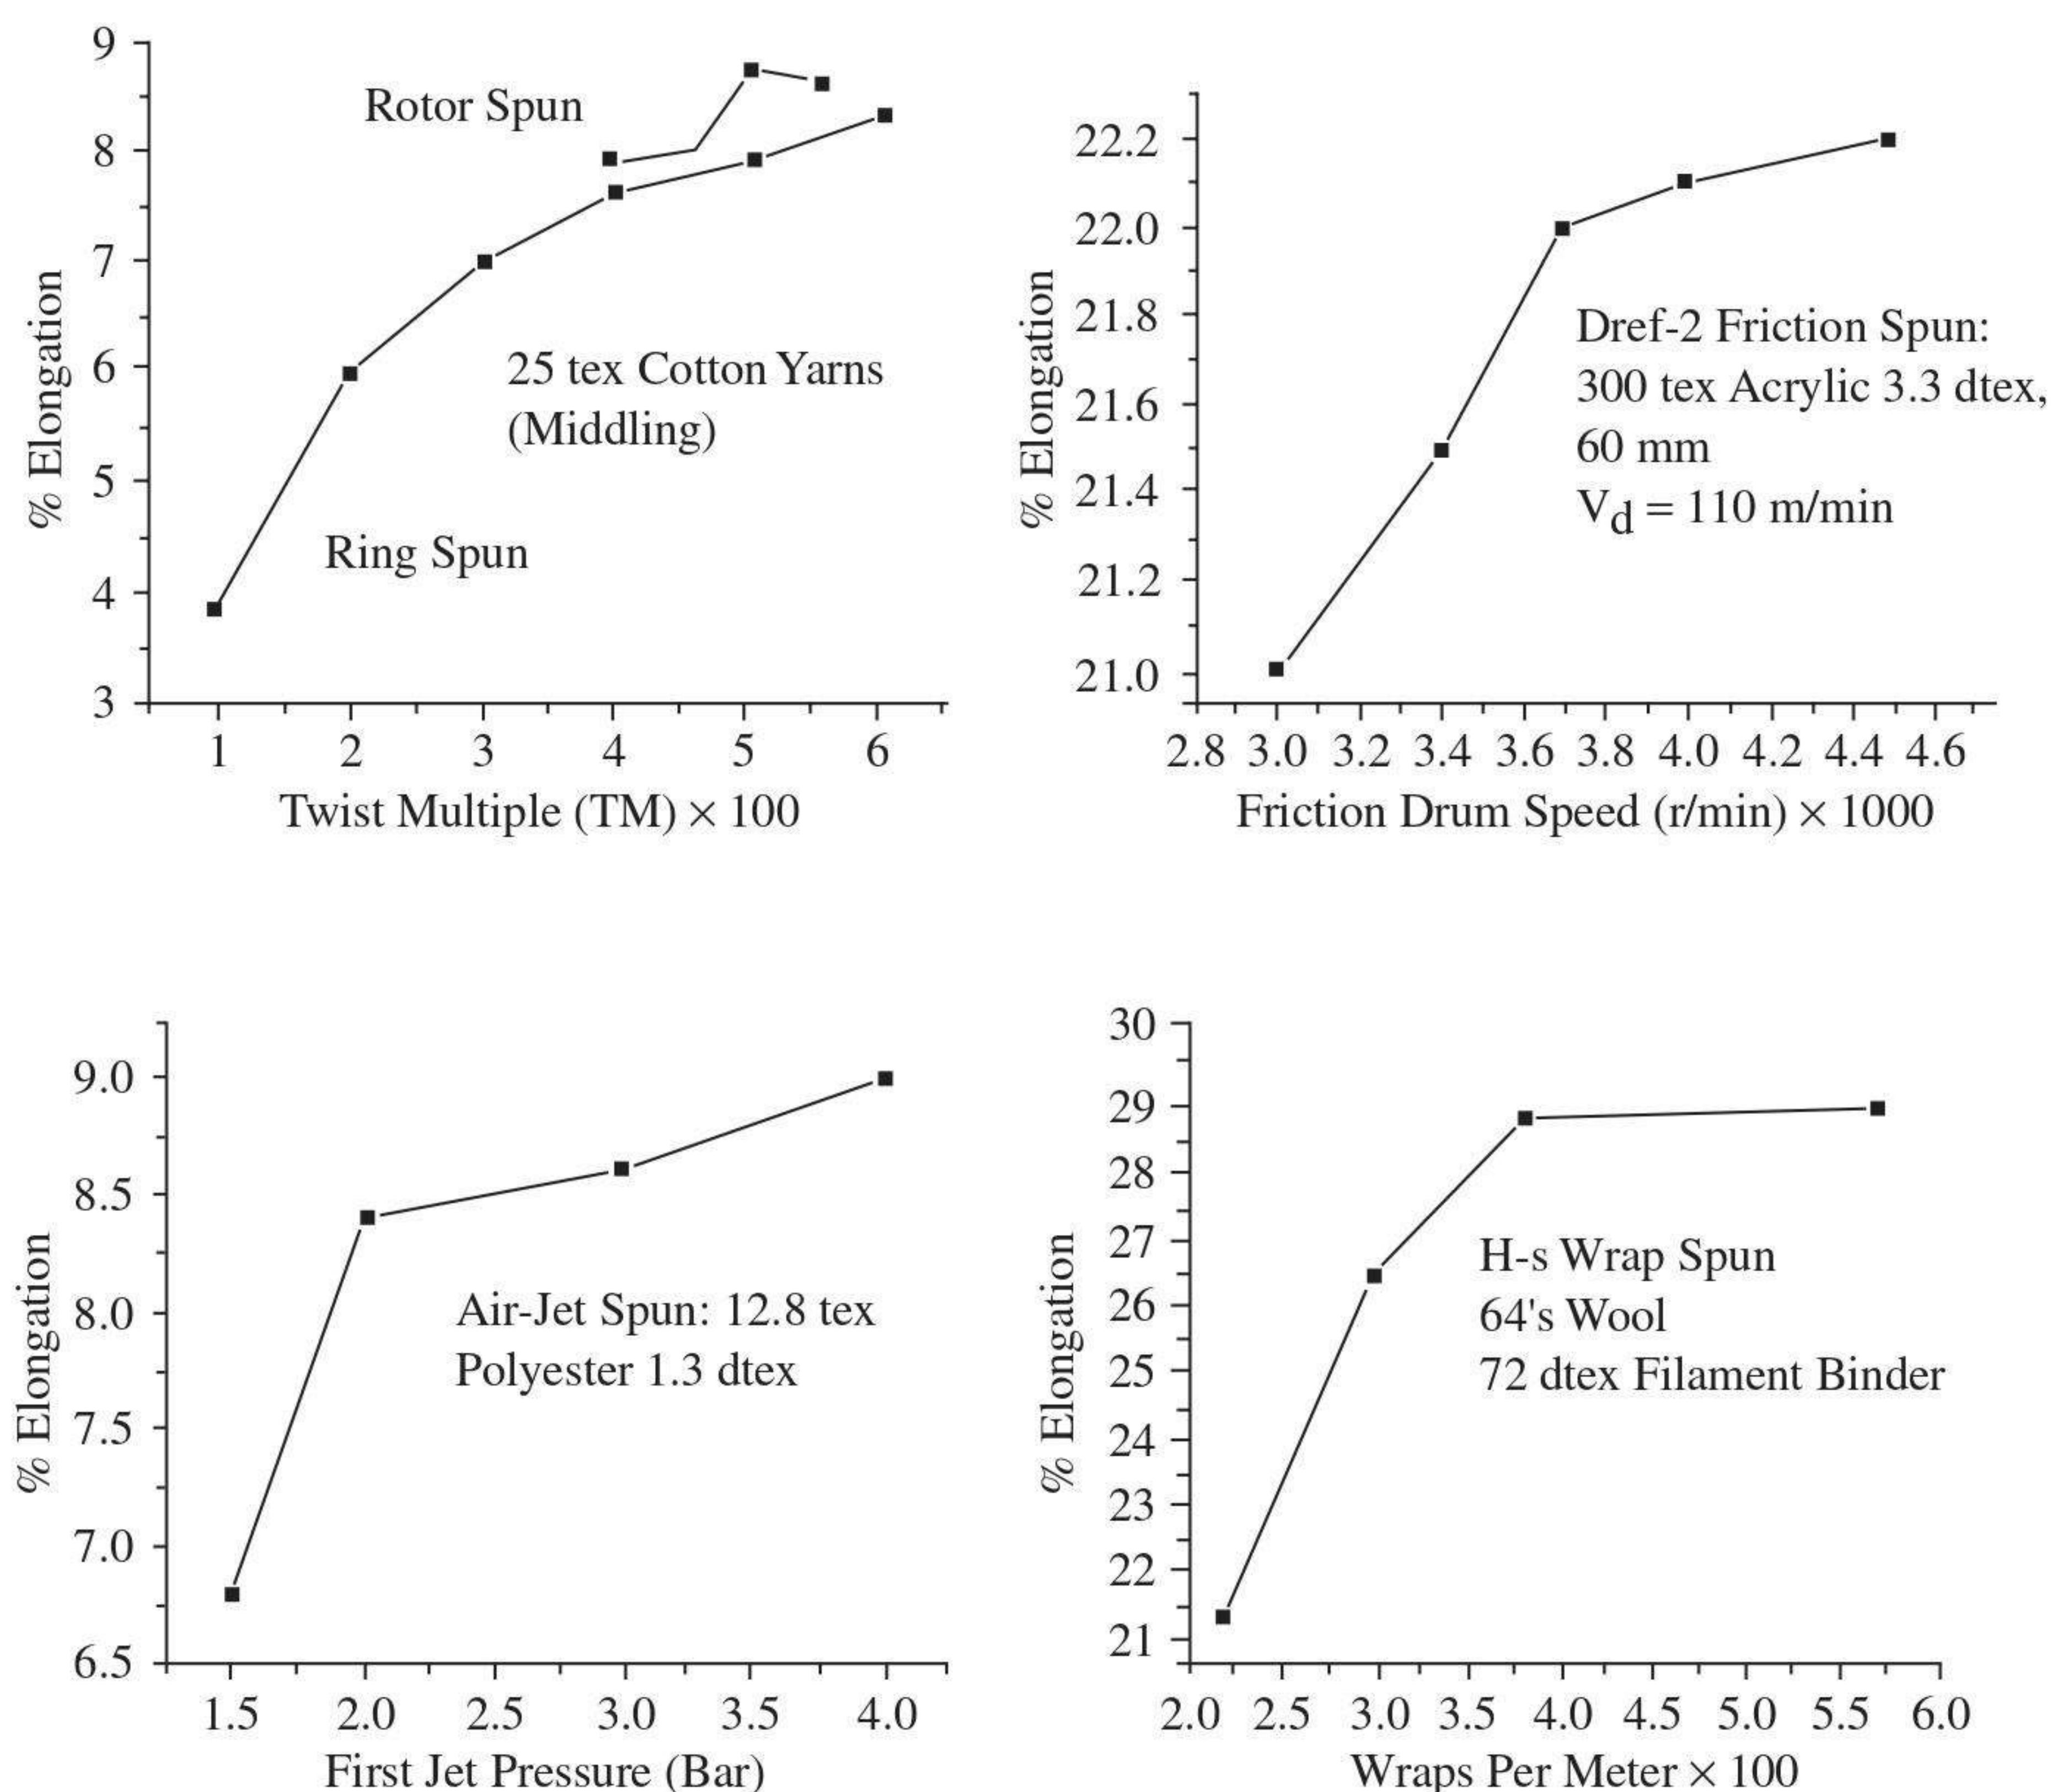 9
8
7
6
5
4
3
% Elongation
Rotor Spun
25 tex Cotton Yarns
(Middling)
Ring Spun
1 2 3 4 5 6
Twist Multiple (TM) × 100
22.2
22.0
21.8
21.6
21.4
21.2
21.0
% Elongation
Dref-2 Friction Spun:
300 tex Acrylic 3.3 dtex,
60 mm
Vd = 110 m/min
2.8 3.0 3.2 3.4 3.6 3.8 4.0 4.2 4.4 4.6
Friction Drum Speed (r/min) × 1000
9.0
8.5
8.0
7.5
7.0
6.5
% Elongation
Air-Jet Spun: 12.8 tex
Polyester 1.3 dtex
1.5 2.0 2.5 3.0 3.5 4.0
First Jet Pressure (Bar)
30
29
28
27
26
25
24
23
22
21
% Elongation
H-s Wrap Spun
64's Wool
72 dtex Filament Binder
2.0 2.5 3.0 3.5 4.0 4.5 5.0 5.5 6.0
Wraps Per Meter × 100